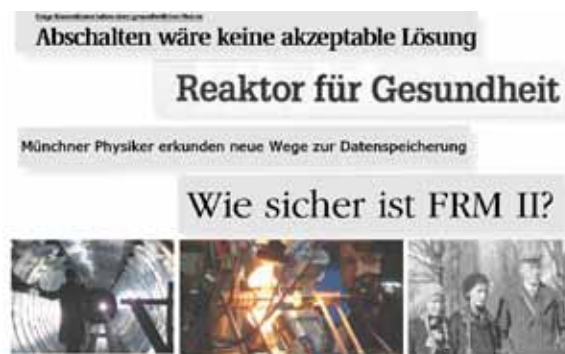 Abschalten wäre keine akzeptable Lösung
Reaktor für Gesundheit
Münchner Physiker erkunden neue Wege zur Datenspeicherung
Wie sicher ist FRM II?